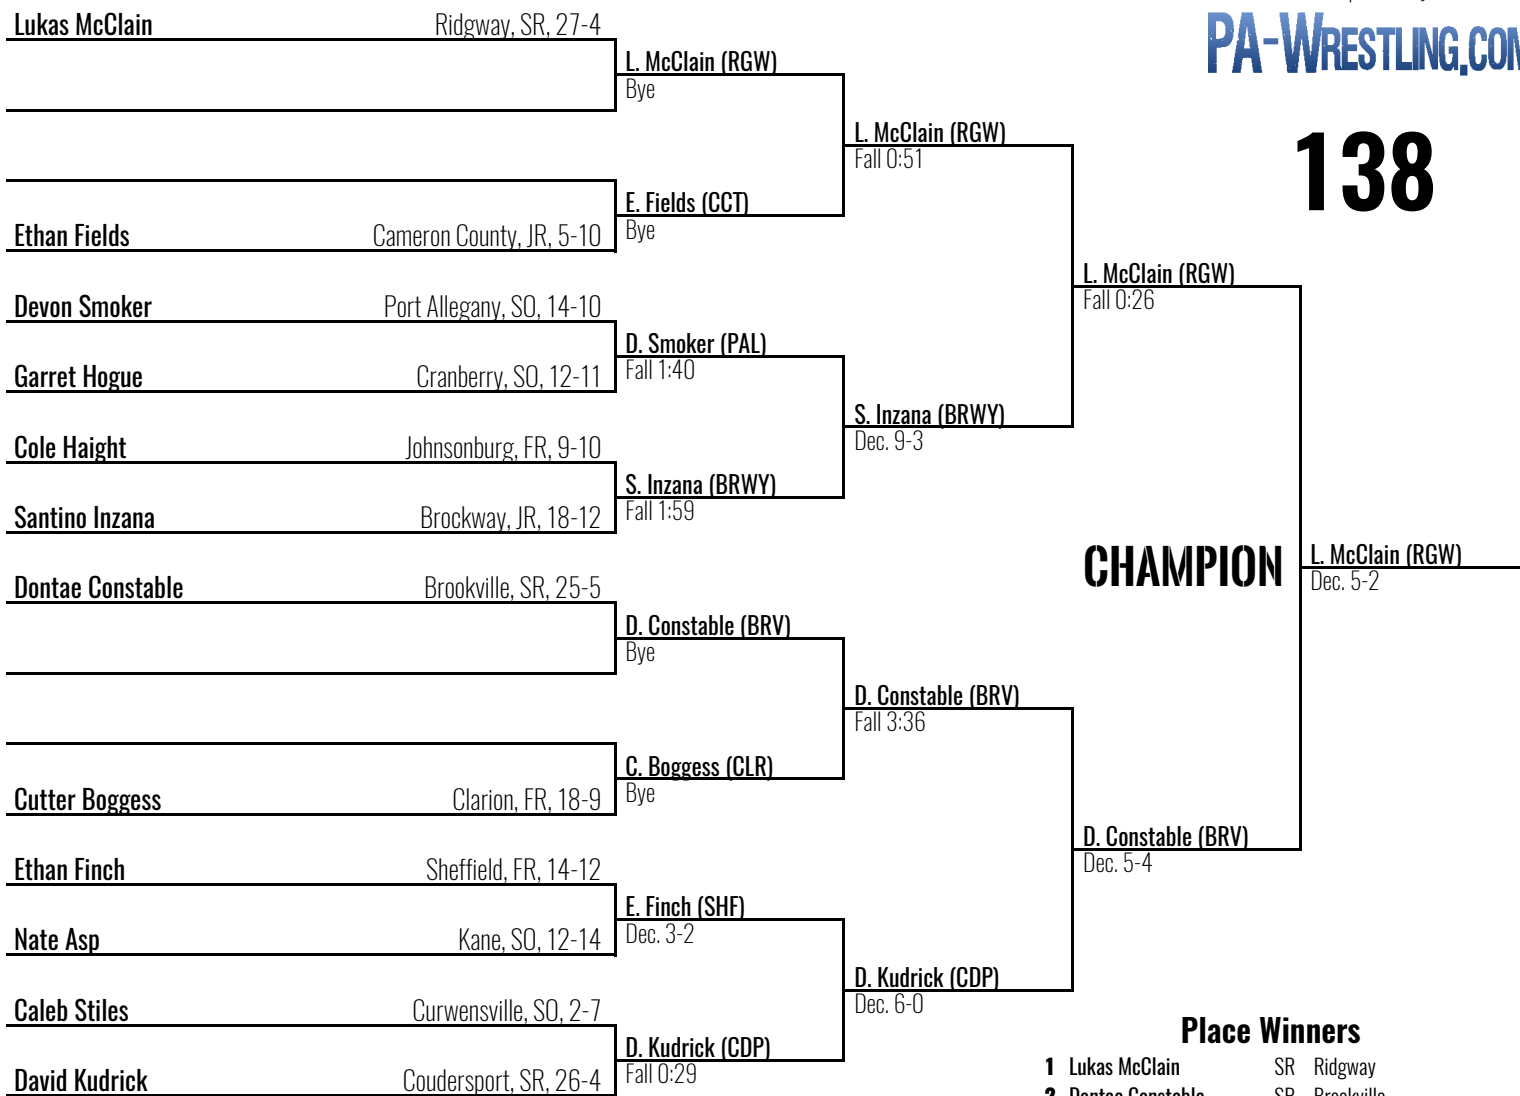 Lukas McClain Ridgway, SR, 27-4
L. McClain (RGW)
Bye
PA-WRESTLING.COM
138
L. McClain (RGW)
Fall 0:51
E. Fields (CCT)
Bye
Ethan Fields Cameron County, JR, 5-10
L. McClain (RGW)
Fall 0:26
Devon Smoker Port Allegany, SO, 14-10
D. Smoker (PAL)
Fall 1:40
Garret Hogue Cranberry, SO, 12-11
S. Inzana (BRWY)
Dec. 9-3
Cole Haight Johnsonburg, FR, 9-10
S. Inzana (BRWY)
Fall 1:59
Santino Inzana Brockway, JR, 18-12
CHAMPION
L. McClain (RGW)
Dec. 5-2
Dontae Constable Brookville, SR, 25-5
D. Constable (BRV)
Bye
D. Constable (BRV)
Fall 3:36
C. Boggess (CLR)
Bye
Cutter Boggess Clarion, FR, 18-9
D. Constable (BRV)
Dec. 5-4
Ethan Finch Sheffield, FR, 14-12
E. Finch (SHF)
Dec. 3-2
Nate Asp Kane, SO, 12-14
D. Kudrick (CDP)
Dec. 6-0
Caleb Stiles Curwensville, SO, 2-7
D. Kudrick (CDP)
Fall 0:29
David Kudrick Coudersport, SR, 26-4
Place Winners
1 Lukas McClain SR Ridgway
2 Dontae Constable SR Brookville